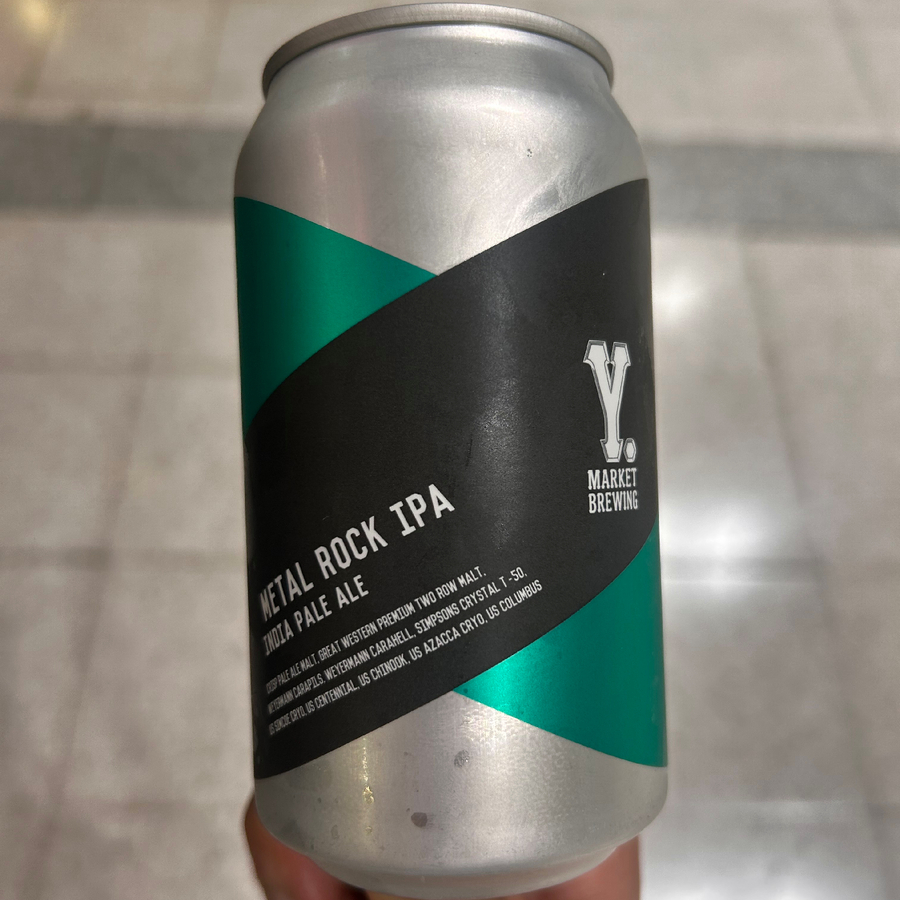 Y.
MARKET
BREWING
METAL ROCK IPA
INDIA PALE ALE
CRISP PALE ALE MALT, GREAT WESTERN PREMIUM TWO ROW MALT,
WEYERMANN CARAPILS, WEYERMANN CARAHELL, SIMPSONS CRYSTAL T-50,
US SIMCOE CRYO, US CENTENNIAL, US CHINOOK, US AZACCA CRYO, US COLUMBUS